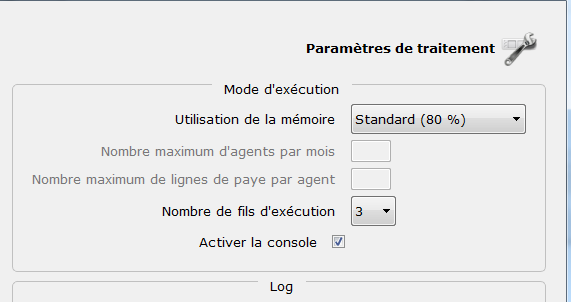 Paramètres de traitement
Mode d'exécution
Utilisation de la mémoire Standard (80 %)
Nombre maximum d'agents par mois
Nombre maximum de lignes de paye par agent
Nombre de fils d'exécution 3
Activer la console
Log